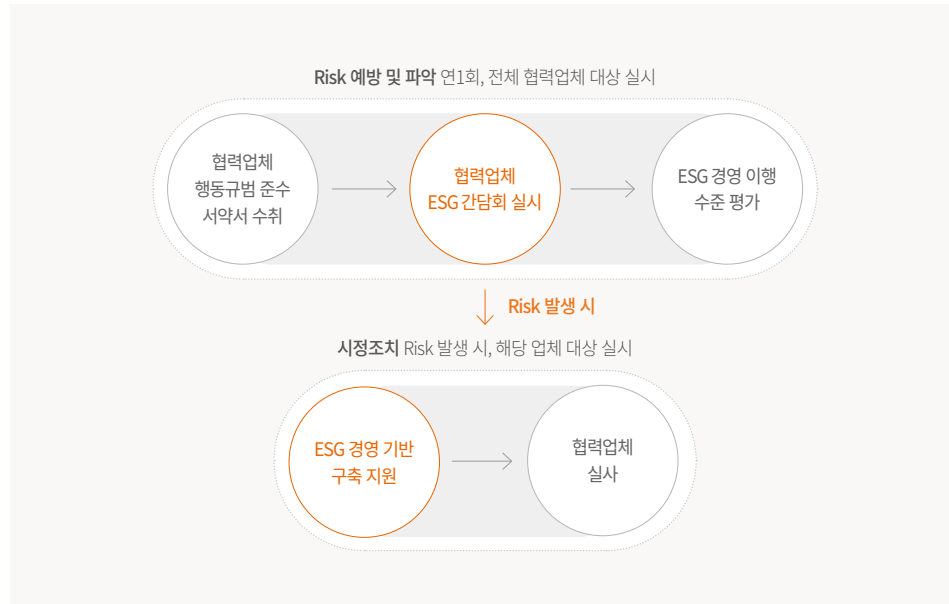 Risk 예방 및 파악 연1회, 전체 협력업체 대상 실시
협력업체
행동규범 준수
서약서 수취
협력업체
ESG 간담회 실시
ESG 경영 이행
수준 평가
Risk 발생 시
시정조치 Risk 발생 시, 해당 업체 대상 실시
ESG 경영 기반
구축 지원
협력업체
실사